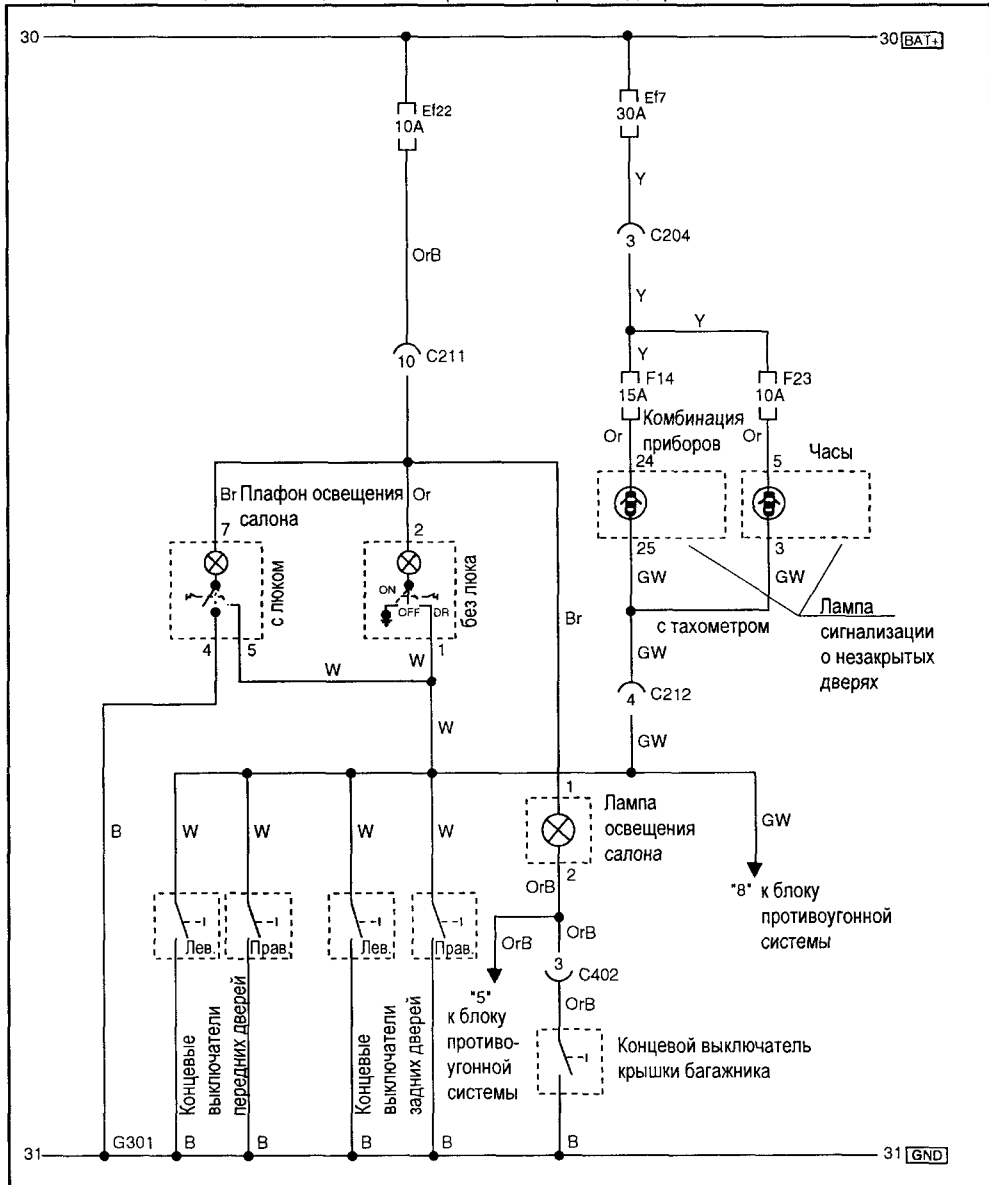 30
30 BAT+
Ef22
10A
Ef7
30A
Y
3 C204
OrB
Y
Y
10 C211
Y
F14
15A
F23
10A
Комбинация
приборов
Or
Or
Часы
24
5
Br
Плафон освещения
салона
Or
7
2
с люком
ON
OFF
DR
без люка
25
3
GW
GW
4
5
1
W
W
Br
с тахометром
Лампа
сигнализации
о незакрытых
дверях
GW
4 C212
W
GW
1
Лампа
освещения
салона
B
W
W
W
W
GW
2
OrB
"8" к блоку
противоугонной
системы
Лев.
Прав.
Лев.
Прав.
OrB
OrB
3 C402
"5"
к блоку
противо-
угонной
системы
OrB
Концевые
выключатели
передних дверей
Концевые
выключатели
задних дверей
Концевой выключатель
крышки багажника
G301
B
B
B
B
B
31
31 GND